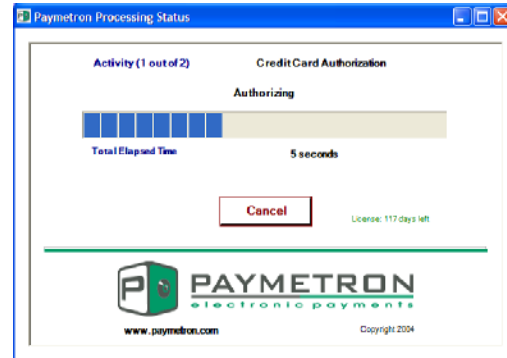 Paymetron Processing Status
Activity (1 out of 2) Credit Card Authorization
Authorizing
Total Elapsed Time 5 seconds
Cancel
License: 117 days left
P
PAYMETRON
electronic payments
www.paymetron.com Copyright 2004